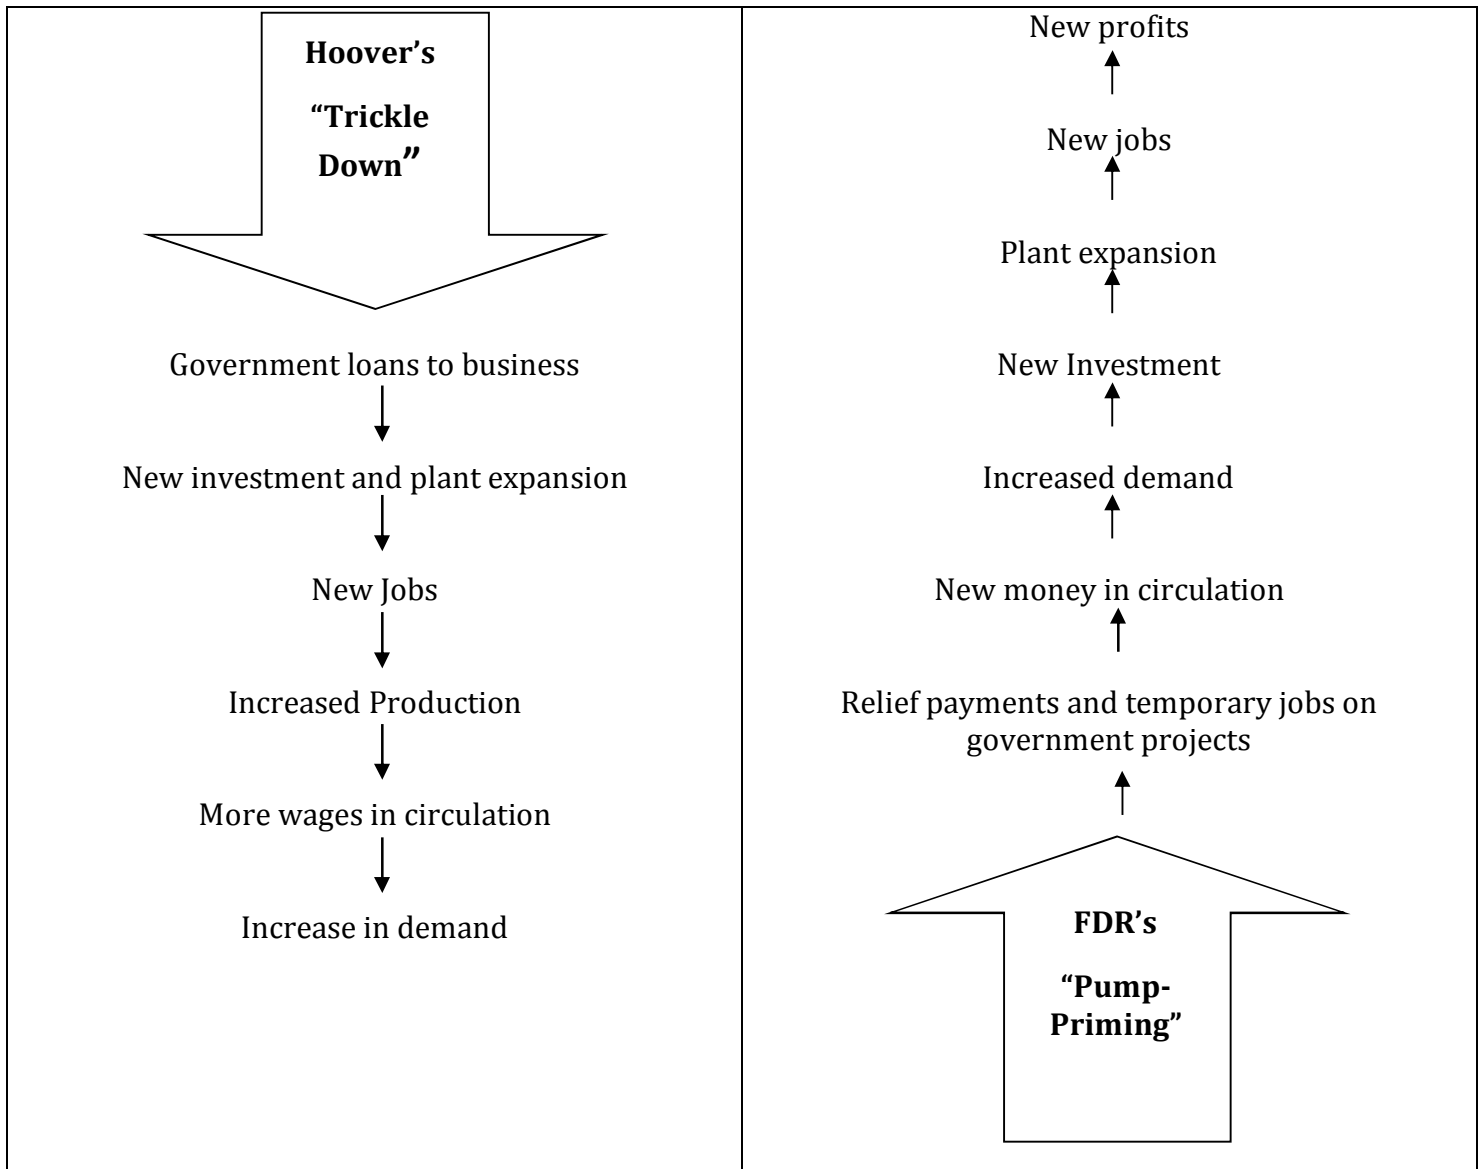 Hoover’s
“Trickle
Down”
Government loans to business
New investment and plant expansion
New Jobs
Increased Production
More wages in circulation
Increase in demand
New profits
New jobs
Plant expansion
New Investment
Increased demand
New money in circulation
Relief payments and temporary jobs on
government projects
FDR’s
“Pump-
Priming”